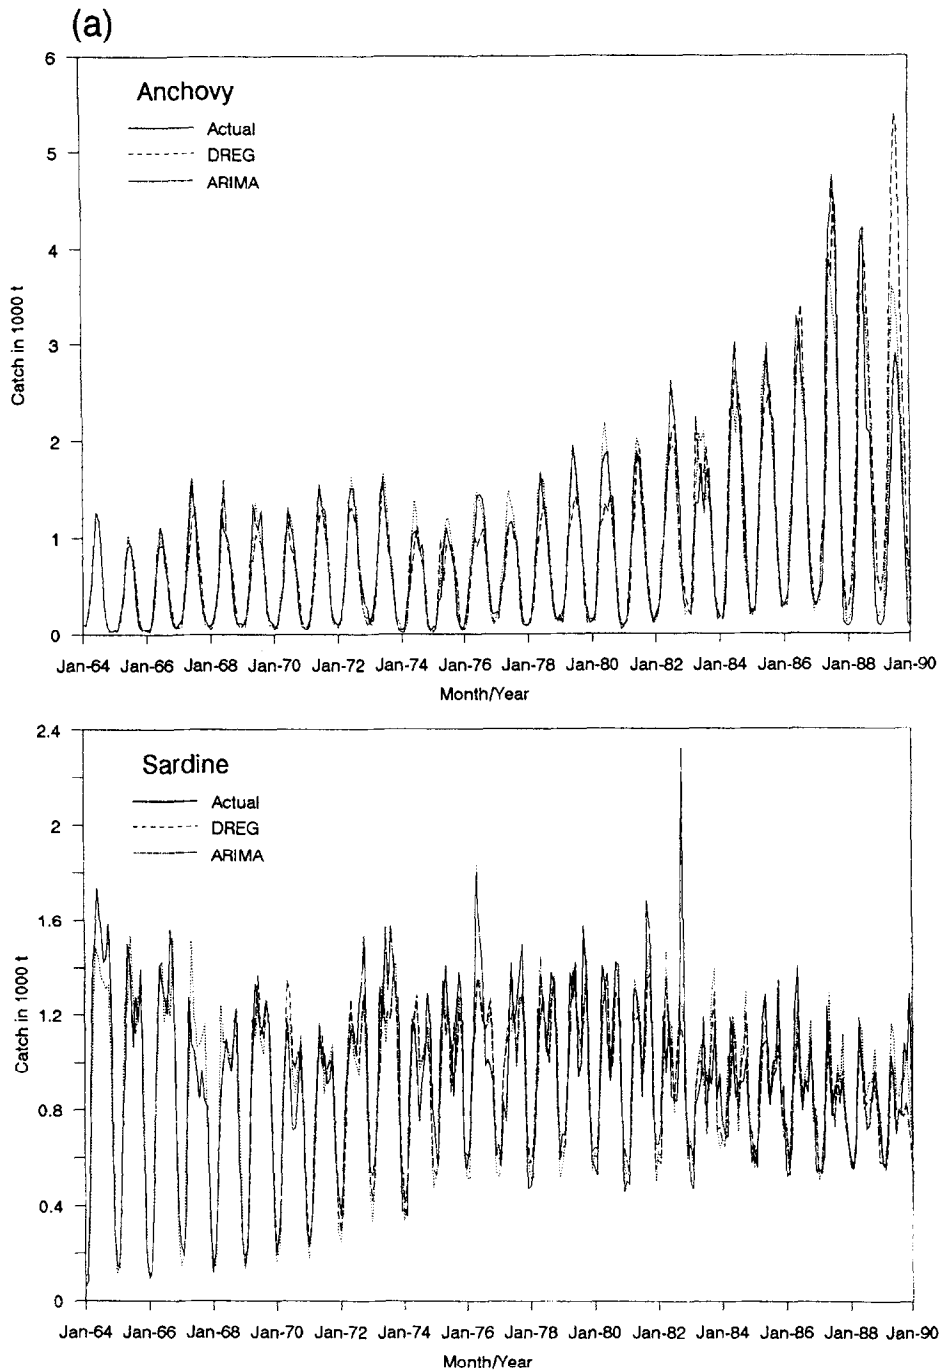 (a)
6
Anchovy
Actual
DREG
ARIMA
5
4
3
2
1
0
Catch in 1000 t
Jan-64 Jan-66 Jan-68 Jan-70 Jan-72 Jan-74 Jan-76 Jan-78 Jan-80 Jan-82 Jan-84 Jan-86 Jan-88 Jan-90
Month/Year
2.4
Sardine
Actual
DREG
ARIMA
2
1.6
1.2
0.8
0.4
0
Catch in 1000 t
Jan-64 Jan-66 Jan-68 Jan-70 Jan-72 Jan-74 Jan-76 Jan-78 Jan-80 Jan-82 Jan-84 Jan-86 Jan-88 Jan-90
Month/Year